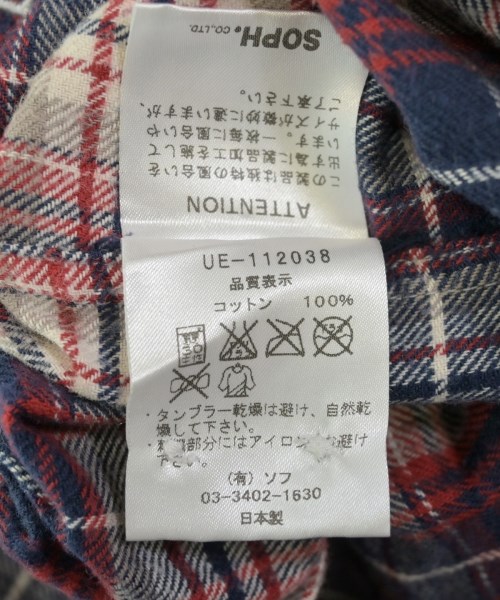 ATTENTION
この製品は独特の風合いを
出す為に製品加工を施して
います。一枚毎に風合いや
サイズが微妙に違いますが、
ご了承下さい。
SOPH. CO.,LTD.
UE-112038
品質表示
コットン 100%
・タンブラー乾燥は避け、自然乾
燥して下さい。
・部分にはアイロンを避け
下さい。
(有)ソフ
03-3402-1630
日本製